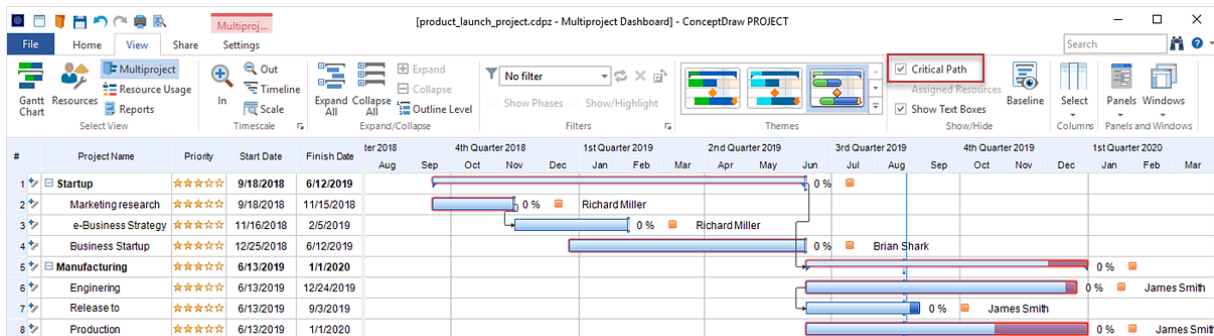 [product_launch_project.cdpz - Multiproject Dashboard] - ConceptDraw PROJECT
Multiproj...
File Home View Share Settings
Search
Gantt Chart
Resources
Multiproject
Resource Usage
Reports
Select View
In
Out
Timeline
Scale
Timescale
Expand All
Collapse All
Expand
Collapse
Outline Level
Expand/Collapse
No filter
Show Phases Show/Highlight
Filters
Themes
Critical Path
Assigned Resources
Show Text Boxes
Baseline
Show/Hide
Select
Columns
Panels Windows
Panels and Windows
# Project Name Priority Start Date Finish Date
ter 2018 4th Quarter 2018 1st Quarter 2019 2nd Quarter 2019 3rd Quarter 2019 4th Quarter 2019 1st Quarter 2020
Aug Sep Oct Nov Dec Jan Feb Mar Apr May Jun Jul Aug Sep Oct Nov Dec Jan Feb Mar
1 Startup 9/18/2018 6/12/2019 0 %
2 Marketing research 9/18/2018 11/15/2018 0 % Richard Miller
3 e-Business Strategy 11/16/2018 2/5/2019 0 % Richard Miller
4 Business Startup 12/25/2018 6/12/2019 0 % Brian Shark
5 Manufacturing 6/13/2019 1/1/2020 0 %
6 Enginering 6/13/2019 12/24/2019 0 % James Smith
7 Release to 6/13/2019 9/3/2019 0 % James Smith
8 Production 6/13/2019 1/1/2020 0 % James Smit